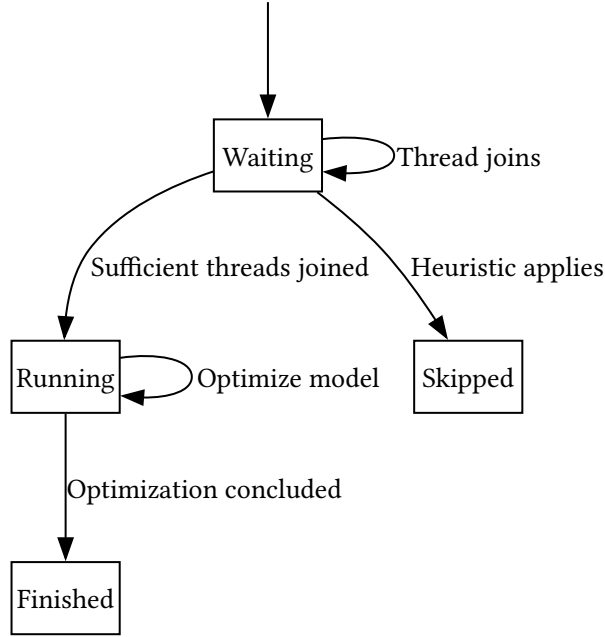 Waiting
Thread joins
Sufficient threads joined
Heuristic applies
Running
Optimize model
Skipped
Optimization concluded
Finished